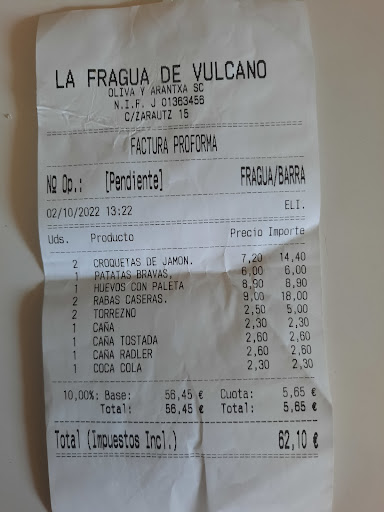 LA FRAGUA DE VULCANO
OLIVA Y ARANTXA SC
N.I.F. J 01363456
C/ZARAUTZ 15
FACTURA PROFORMA
Nº Op.: [Pendiente] FRAGUA/BARRA
02/10/2022 13:22 ELI.
Uds. Producto Precio Importe
2 CROQUETAS DE JAMON. 7,20 14,40
1 PATATAS BRAVAS, 6,00 6,00
1 HUEVOS CON PALETA 8,90 8,90
2 RABAS CASERAS. 9,00 18,00
2 TORREZNO 2,50 5,00
1 CAÑA 2,30 2,30
1 CAÑA TOSTADA 2,60 2,60
1 CAÑA RADLER 2,60 2,60
1 COCA COLA 2,30 2,30
10,00%: Base: 56,45 € Cuota: 5,65 €
Total: 56,45 € Total: 5,65 €
Total (Impuestos Incl.) 62,10 €